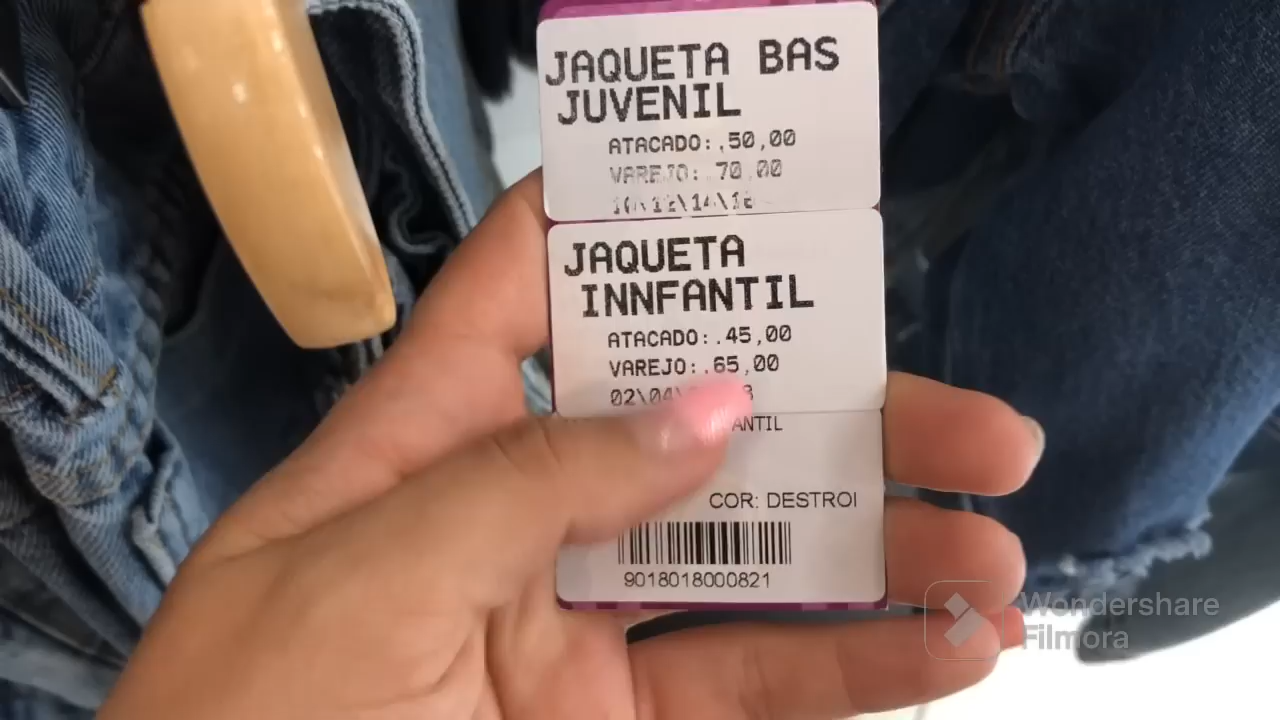 JAQUETA BAS
JUVENIL
ATACADO:.50,00
VAREJO:.70,00
JAQUETA
INNFANTIL
ATACADO:.45,00
VAREJO:.65,00
COR: DESTROI
9018018000821
Wondershare
Filmora